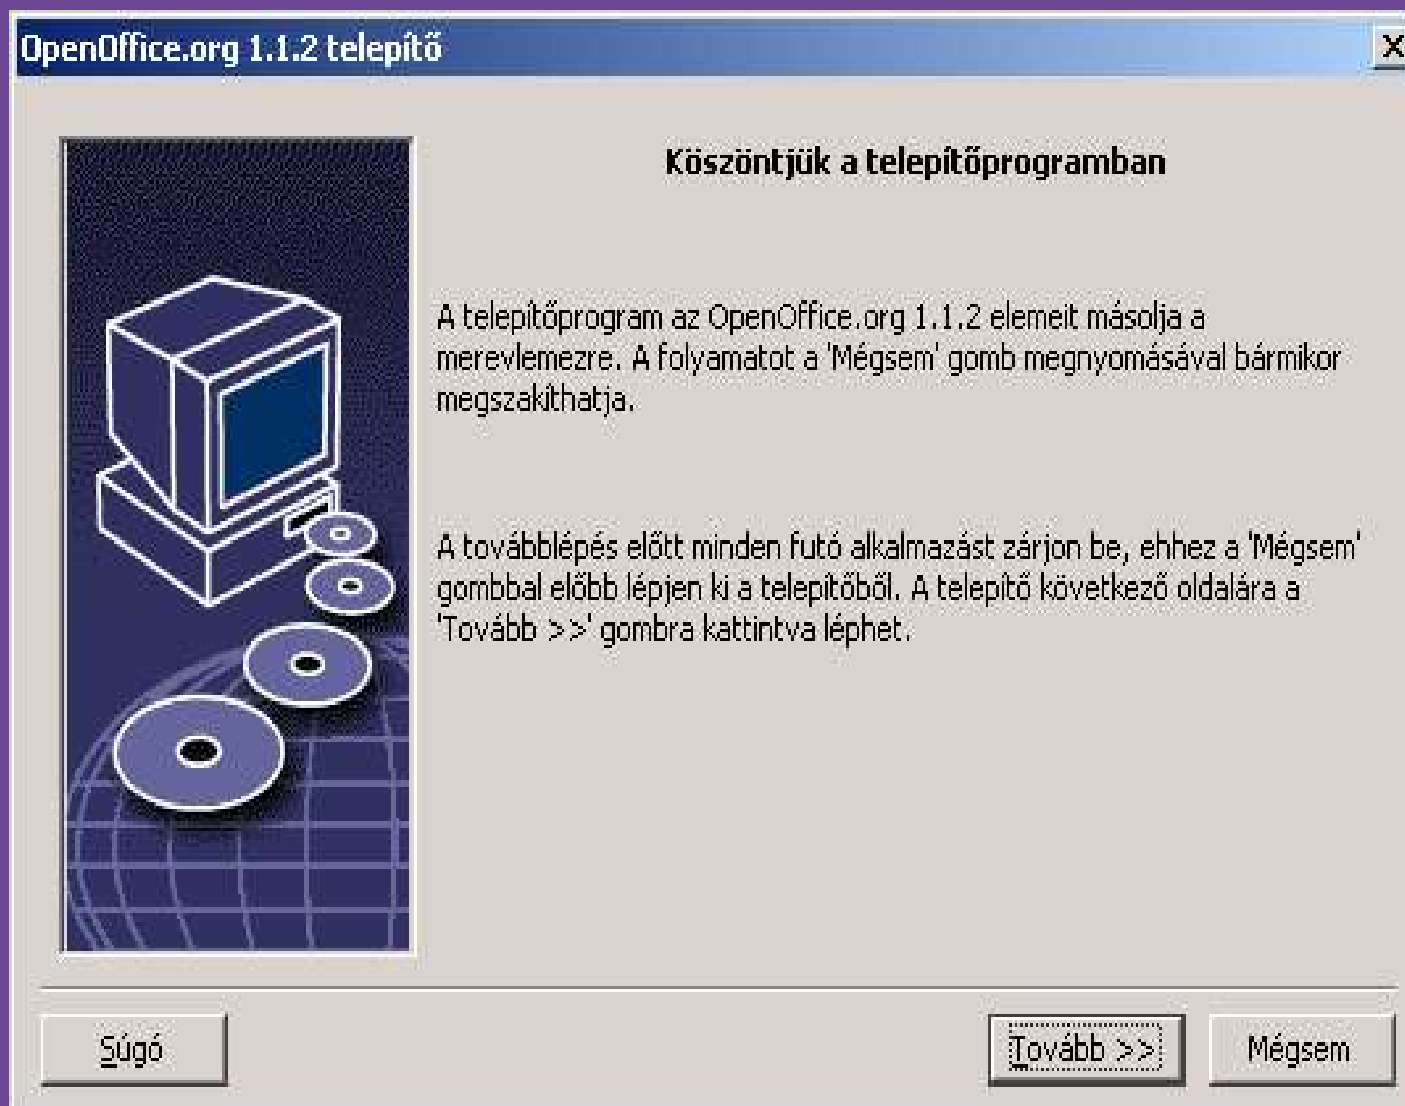 OpenOffice.org 1.1.2 telepítő
Köszöntjük a telepítőprogramban
A telepítőprogram az OpenOffice.org 1.1.2 elemeit másolja a
merevlemezre. A folyamatot a 'Mégsem' gomb megnyomásával bármikor
megszakíthatja.
A továbblépés előtt minden futó alkalmazást zárjon be, ehhez a 'Mégsem'
gombbal előbb lépjen ki a telepítőből. A telepítő következő oldalára a
'Tovább >>' gombra kattintva léphet.
Súgó
Tovább >>
Mégsem